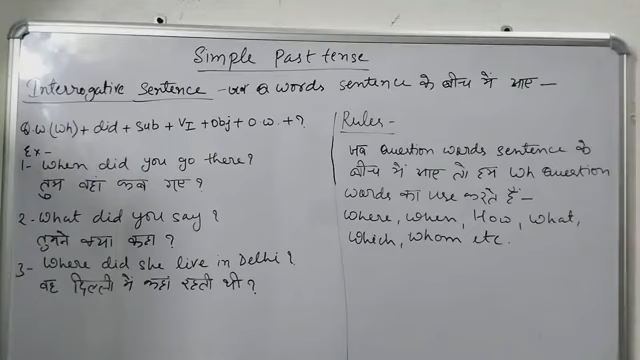 Simple Past tense
Interrogative Sentence - जब Q words sentence के बीच में आए -
Q.W(Wh) + did + Sub + V1 + Obj + O.W. + ?
Ex -
1- When did you go there?
तुम वहां कब गए ?
2- What did you say ?
तुमने क्या कहा ?
3- Where did she live in Delhi ?
वह दिल्ली में कहां रहती थी ?
Rules -
जब Question words sentence के
बीच में आए तो हम Wh Question
words का use करते हैं -
Where, when, How, what,
Which, whom etc.